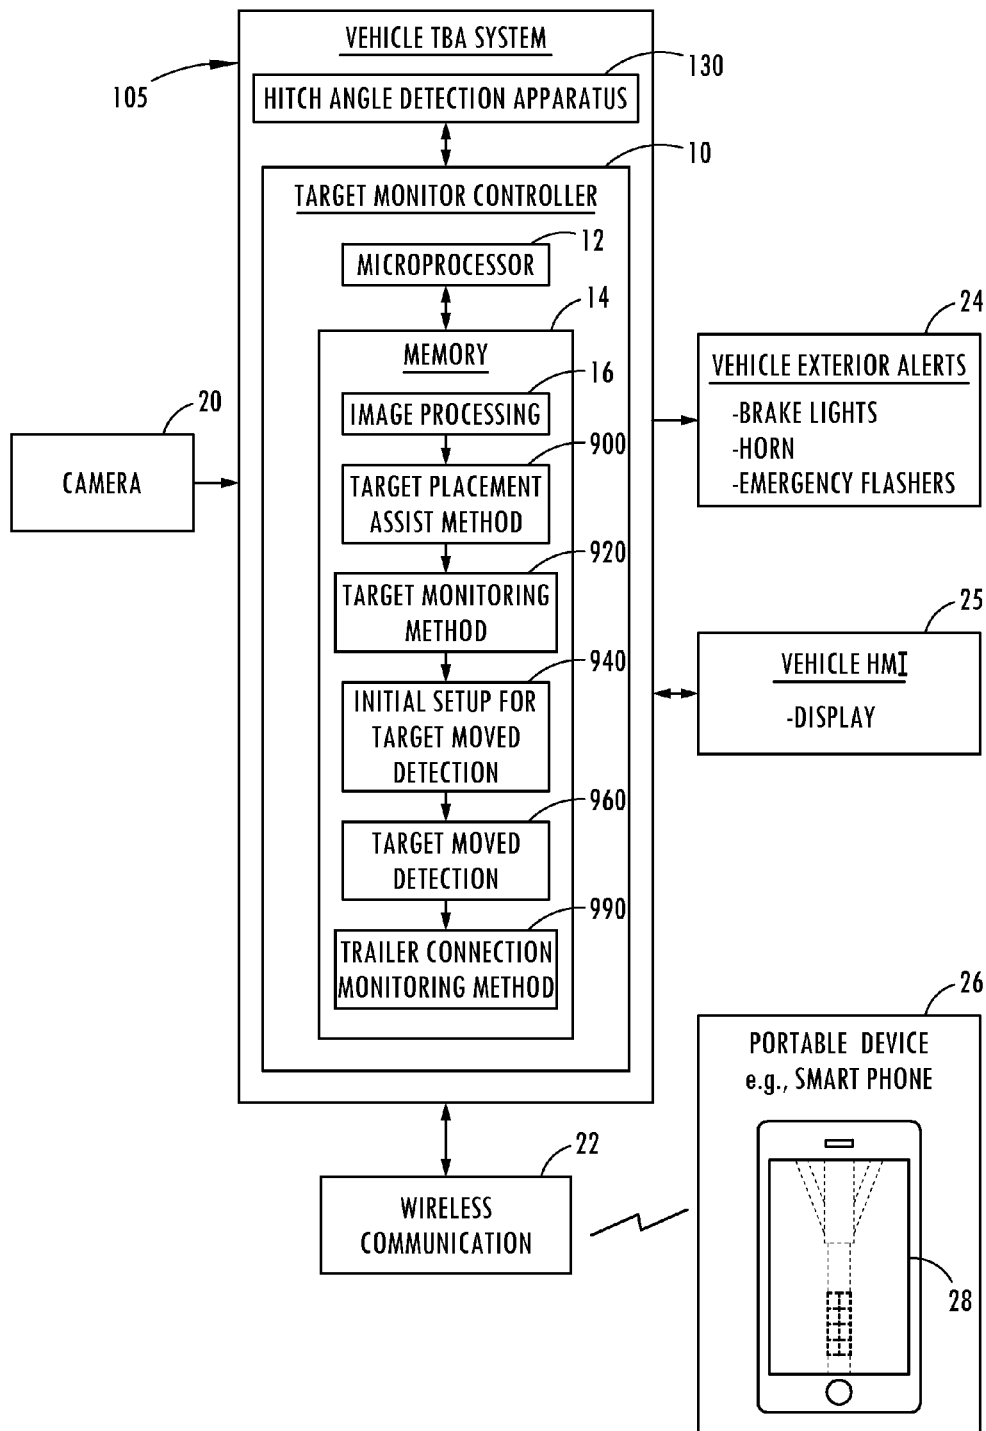 VEHICLE TBA SYSTEM
130
105
HITCH ANGLE DETECTION APPARATUS
10
TARGET MONITOR CONTROLLER
12
MICROPROCESSOR
14
MEMORY
16
IMAGE PROCESSING
900
TARGET PLACEMENT
ASSIST METHOD
920
TARGET MONITORING
METHOD
940
INITIAL SETUP FOR
TARGET MOVED
DETECTION
960
TARGET MOVED
DETECTION
990
TRAILER CONNECTION
MONITORING METHOD
20
CAMERA
24
VEHICLE EXTERIOR ALERTS
-BRAKE LIGHTS
-HORN
-EMERGENCY FLASHERS
25
VEHICLE HMI
-DISPLAY
22
WIRELESS
COMMUNICATION
26
PORTABLE DEVICE
e.g., SMART PHONE
28